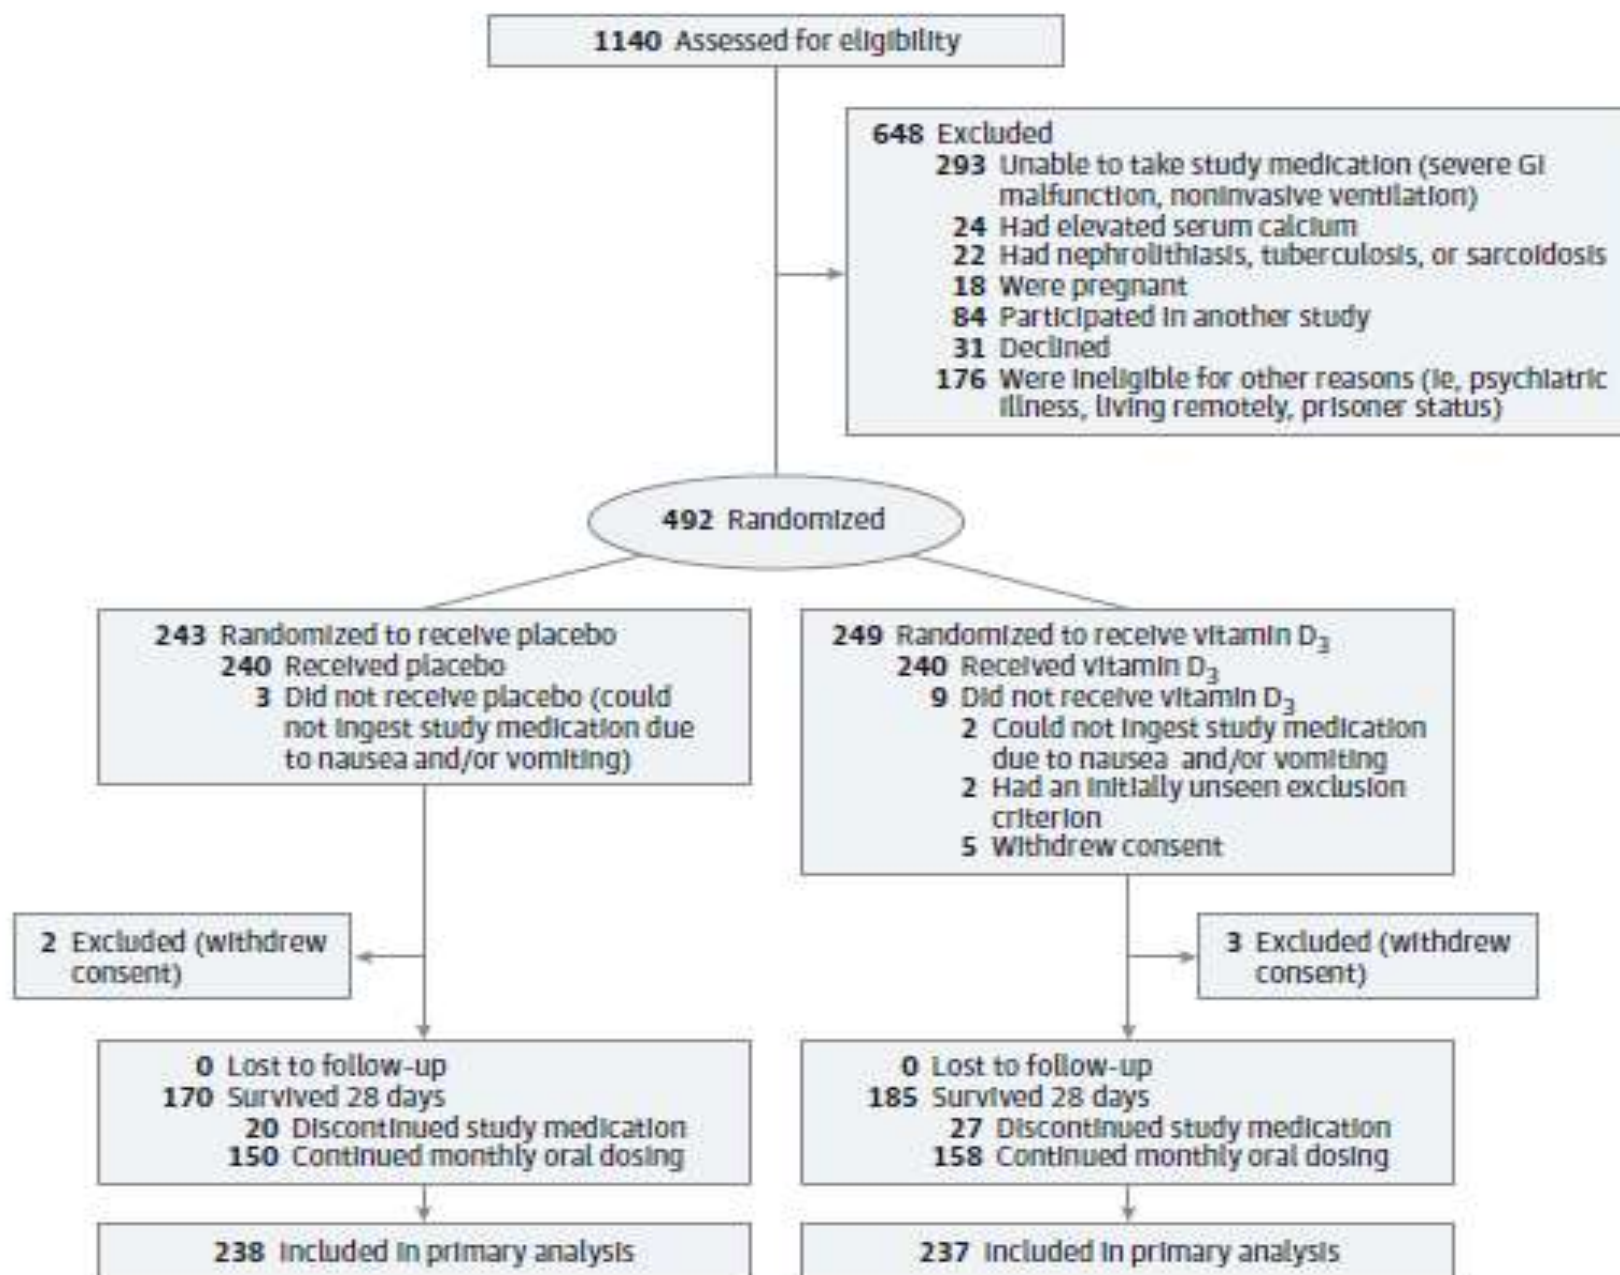 1140 Assessed for eligibility
648 Excluded
293 Unable to take study medication (severe GI
malfunction, noninvasive ventilation)
24 Had elevated serum calcium
22 Had nephrolithiasis, tuberculosis, or sarcoidosis
18 Were pregnant
84 Participated in another study
31 Declined
176 Were ineligible for other reasons (ie, psychiatric
illness, living remotely, prisoner status)
492 Randomized
243 Randomized to receive placebo
240 Received placebo
3 Did not receive placebo (could
not ingest study medication due
to nausea and/or vomiting)
249 Randomized to receive vitamin D₃
240 Received vitamin D₃
9 Did not receive vitamin D₃
2 Could not ingest study medication
due to nausea and/or vomiting
2 Had an initially unseen exclusion
criterion
5 Withdrew consent
2 Excluded (withdrew
consent)
3 Excluded (withdrew
consent)
0 Lost to follow-up
170 Survived 28 days
20 Discontinued study medication
150 Continued monthly oral dosing
0 Lost to follow-up
185 Survived 28 days
27 Discontinued study medication
158 Continued monthly oral dosing
238 Included in primary analysis
237 Included in primary analysis